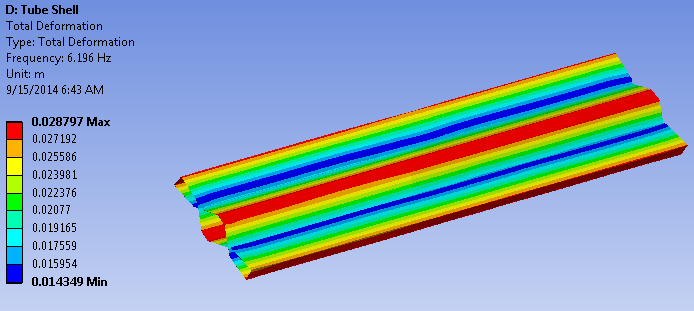 D: Tube Shell
Total Deformation
Type: Total Deformation
Frequency: 6.196 Hz
Unit: m
9/15/2014 6:43 AM
0.028797 Max
0.027192
0.025586
0.023981
0.022376
0.02077
0.019165
0.017559
0.015954
0.014349 Min